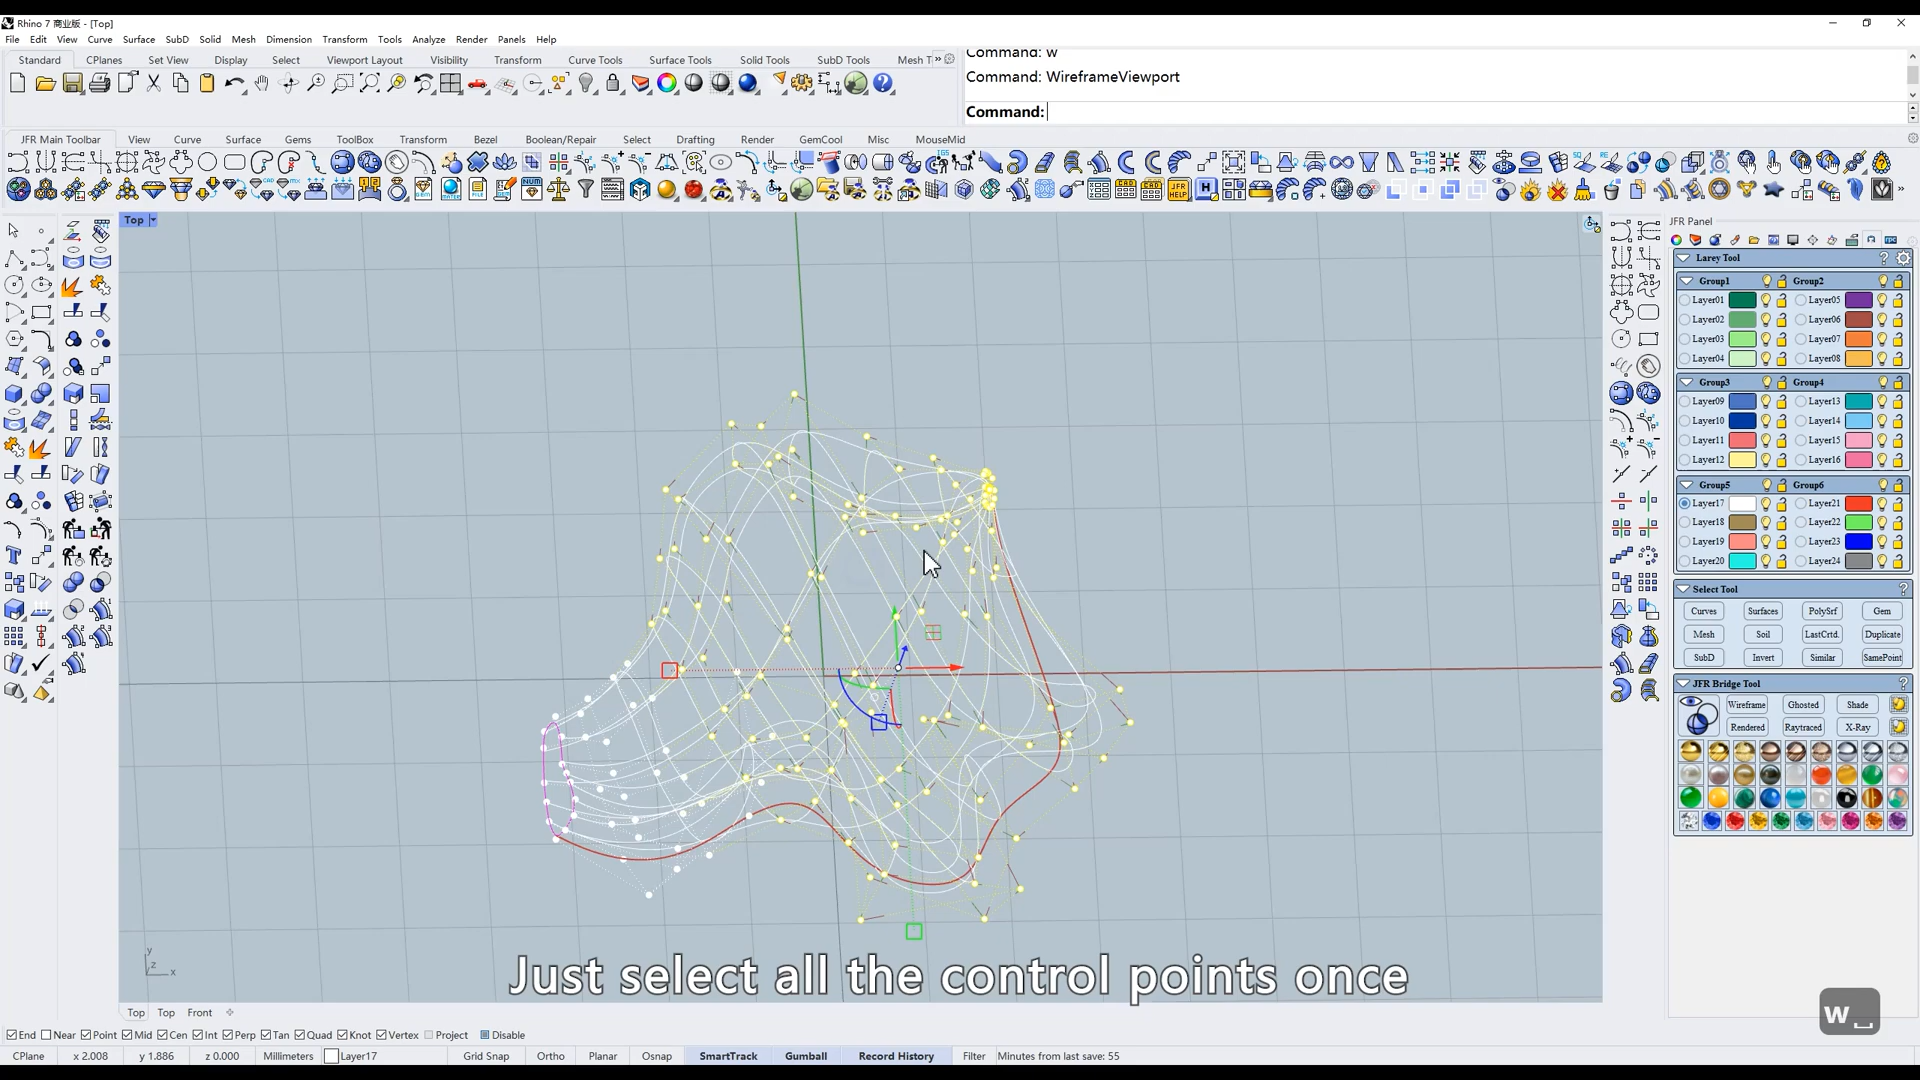 Rhino 7 商业版 - [Top]
File Edit View Curve Surface SubD Solid Mesh Dimension Transform Tools Analyze Render Panels Help
Standard CPlanes Set View Display Select Viewport Layout Visibility Transform Curve Tools Surface Tools Solid Tools SubD Tools Mesh T
Command: w
Command: WireframeViewport
Command:
JFR Main Toolbar View Curve Surface Gems ToolBox Transform Bezel Boolean/Repair Select Drafting Render GemCool Misc MouseMid
Top
JFR Panel
Larey Tool
Group1 Group2
Layer01 Layer05
Layer02 Layer06
Layer03 Layer07
Layer04 Layer08
Group3 Group4
Layer09 Layer13
Layer10 Layer14
Layer11 Layer15
Layer12 Layer16
Group5 Group6
Layer17 Layer21
Layer18 Layer22
Layer19 Layer23
Layer20 Layer24
Select Tool
Curves Surfaces PolySrf Gem
Mesh Soil LastCrtd. Duplicate
SubD Invert Similar SamePoint
JFR Bridge Tool
Wireframe Ghosted Shade
Rendered Raytraced X-Ray
y
z x
Just select all the control points once
w
Top Top Front
End Near Point Mid Cen Int Perp Tan Quad Knot Vertex Project Disable
CPlane x 2.008 y 1.886 z 0.000 Millimeters Layer17 Grid Snap Ortho Planar Osnap SmartTrack Gumball Record History Filter Minutes from last save: 55